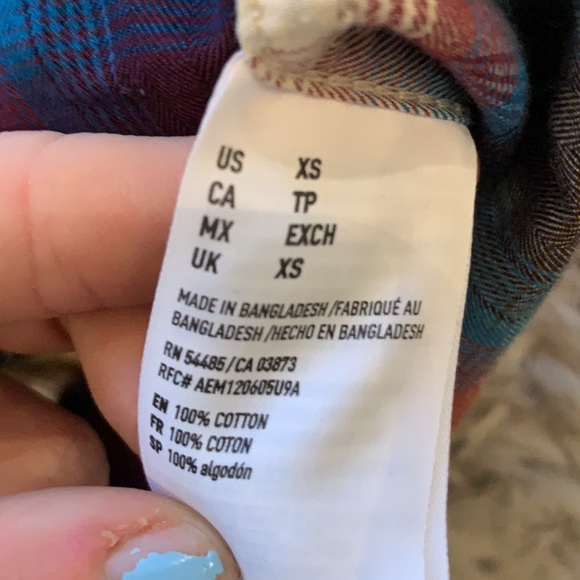 US XS
CA TP
MX EXCH
UK XS
MADE IN BANGLADESH/FABRIQUÉ AU
BANGLADESH/HECHO EN BANGLADESH
RN 54485/CA 03873
RFC# AEM120605U9A
EN 100% COTTON
FR 100% COTON
SP 100% algodón